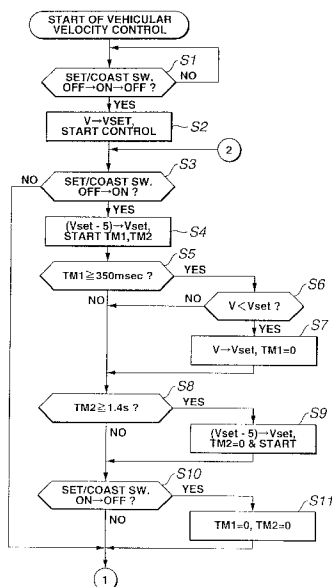 START OF VEHICULAR
VELOCITY CONTROL
S1
SET/COAST SW.
OFF→ON→OFF ?
NO
YES
S2
V→VSET,
START CONTROL
2
S3
NO
SET/COAST SW.
OFF→ON ?
YES
S4
(Vset - 5)→Vset,
START TM1,TM2
S5
TM1≧350msec ?
YES
S6
NO
NO
V<Vset ?
YES
S7
V→Vset, TM1=0
S8
TM2≧1.4s ?
YES
S9
NO
(Vset - 5)→Vset,
TM2=0 & START
S10
SET/COAST SW.
ON→OFF ?
YES
S11
NO
TM1=0, TM2=0
1